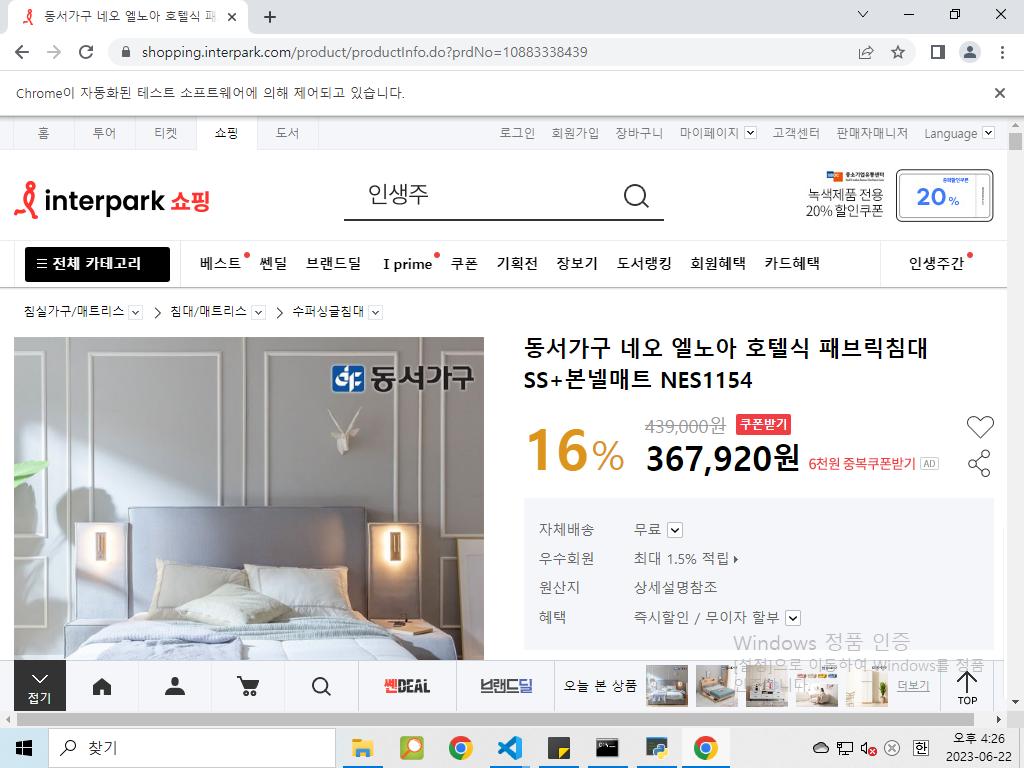 동서가구 네오 엘노아 호텔식 패
shopping.interpark.com/product/productInfo.do?prdNo=10883338439
Chrome이 자동화된 테스트 소프트웨어에 의해 제어되고 있습니다.
홈 투어 티켓 쇼핑 도서 로그인 회원가입 장바구니 마이페이지 고객센터 판매자매니저 Language
interpark 쇼핑
인생주
중소기업유통센터
녹색제품 전용
20% 할인쿠폰
중복할인쿠폰
20%
전체 카테고리 베스트 쎈딜 브랜드딜 I prime 쿠폰 기획전 장보기 도서랭킹 회원혜택 카드혜택 인생주간
침실가구/매트리스 침대/매트리스 수퍼싱글침대
동서가구
동서가구 네오 엘노아 호텔식 패브릭침대
SS+본넬매트 NES1154
16%
439,000원 쿠폰받기
367,920원 6천원 중복쿠폰받기 AD
자체배송 무료
우수회원 최대 1.5% 적립
원산지 상세설명참조
혜택 즉시할인 / 무이자 할부
Windows 정품 인증
[설정]으로 이동하여 Windows를 정품
접기
쎈DEAL
브랜드딜
오늘 본 상품
더보기
TOP
찾기
한
오후 4:26
2023-06-22